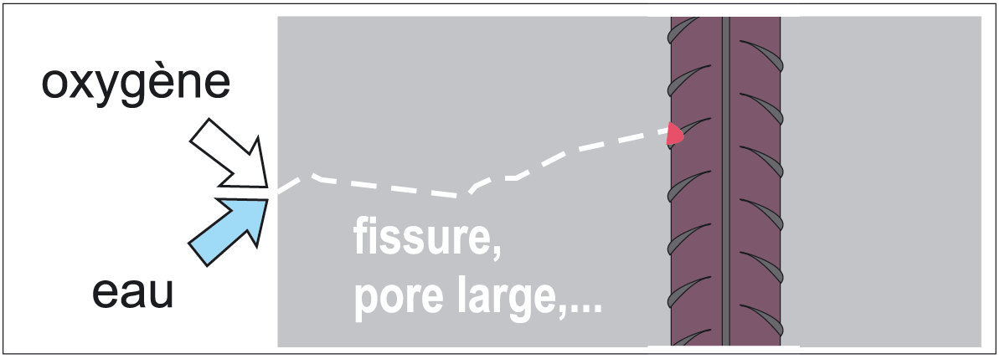 oxygène
eau
fissure,
pore large,...